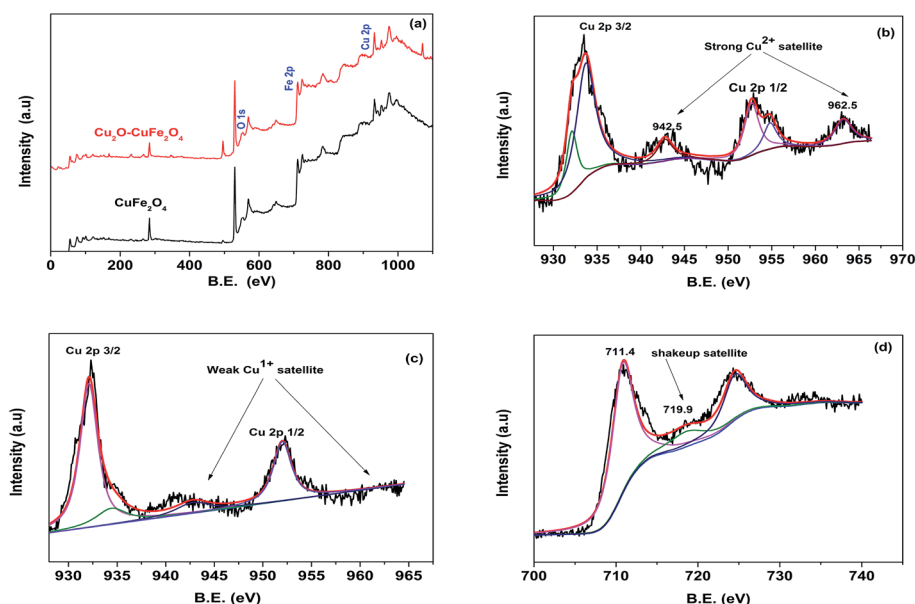 (a)
Cu 2p
Fe 2p
O 1s
Cu₂O-CuFe₂O₄
CuFe₂O₄
Intensity (a.u)
0 200 400 600 800 1000
B.E. (eV)
(b)
Cu 2p 3/2
Strong Cu²⁺ satellite
Cu 2p 1/2
942.5
962.5
Intensity (a.u)
930 935 940 945 950 955 960 965 970
B.E. (eV)
(c)
Cu 2p 3/2
Weak Cu¹⁺ satellite
Cu 2p 1/2
Intensity (a.u)
930 935 940 945 950 955 960 965
B.E. (eV)
(d)
711.4
shakeup satellite
719.9
Intensity (a.u)
700 710 720 730 740
B.E. (eV)